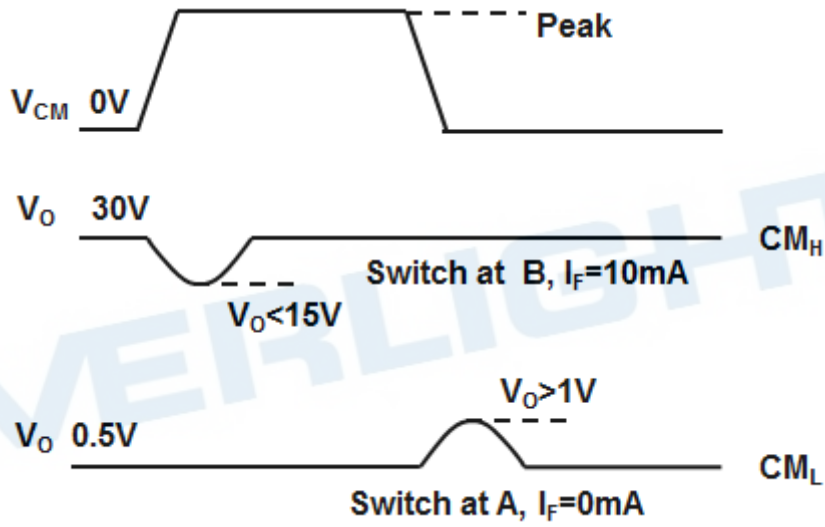 Peak
VCM 0V
VO 30V
CMH
Switch at B, IF=10mA
VO<15V
VO>1V
VO 0.5V
CML
Switch at A, IF=0mA
VERLIGHT